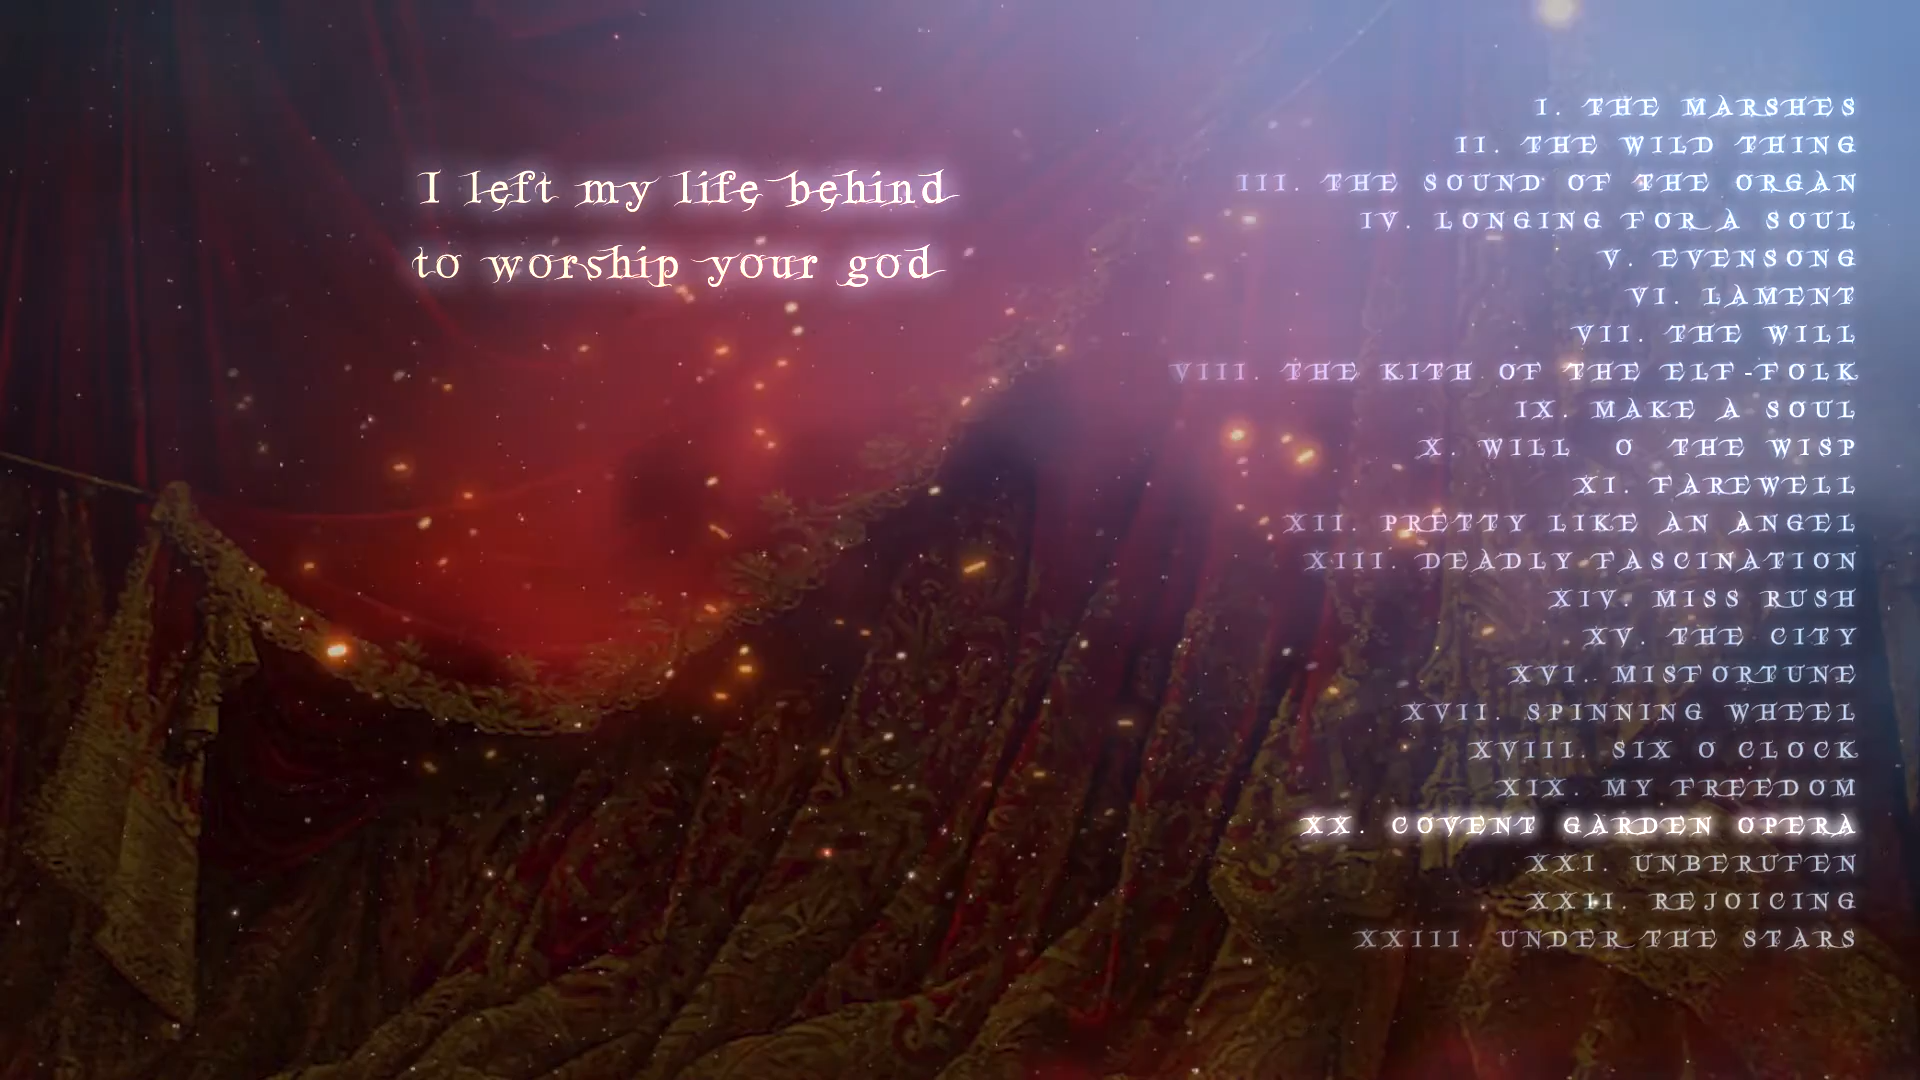 I left my life behind
to worship your god
I. THE MARSHES
II. THE WILD THING
III. THE SOUND OF THE ORGAN
IV. LONGING FOR A SOUL
V. EVENSONG
VI. LAMENT
VII. THE WILL
VIII. THE KITH OF THE ELF-FOLK
IX. MAKE A SOUL
X. WILL O THE WISP
XI. FAREWELL
XII. PRETTY LIKE AN ANGEL
XIII. DEADLY FASCINATION
XIV. MISS RUSH
XV. THE CITY
XVI. MISFORTUNE
XVII. SPINNING WHEEL
XVIII. SIX O CLOCK
XIX. MY FREEDOM
XX. COVENT GARDEN OPERA
XXI. UNBERUFEN
XXII. REJOICING
XXIII. UNDER THE STARS